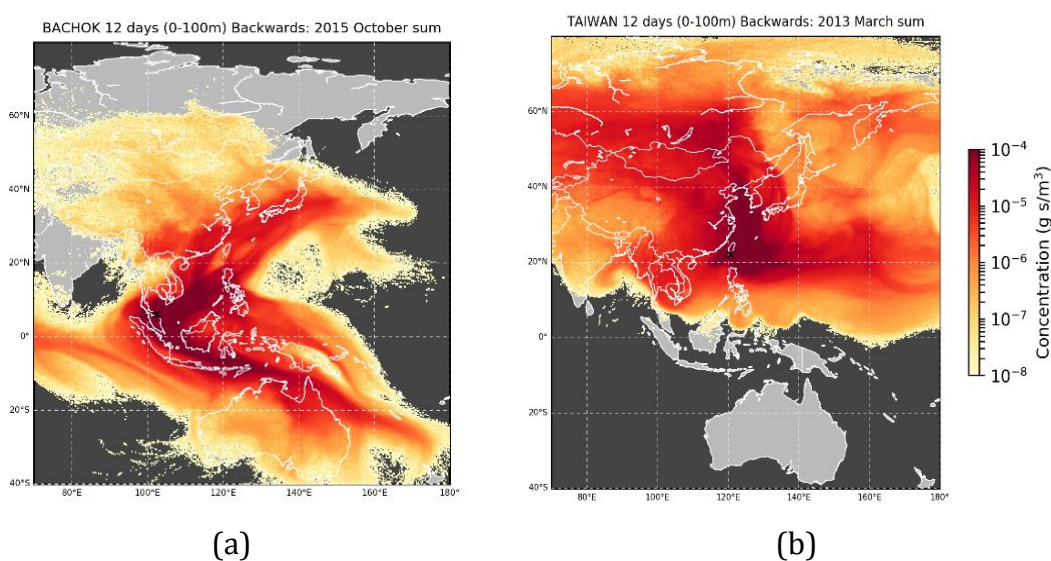 BACHOK 12 days (0-100m) Backwards: 2015 October sum
60°N
40°N
20°N
0°
20°S
40°S
80°E
100°E
120°E
140°E
160°E
180°
(a)
TAIWAN 12 days (0-100m) Backwards: 2013 March sum
60°N
40°N
20°N
0°
20°S
40°S
80°E
100°E
120°E
140°E
160°E
180°
(b)
10⁻⁴
10⁻⁵
10⁻⁶
10⁻⁷
10⁻⁸
Concentration (g s/m³)